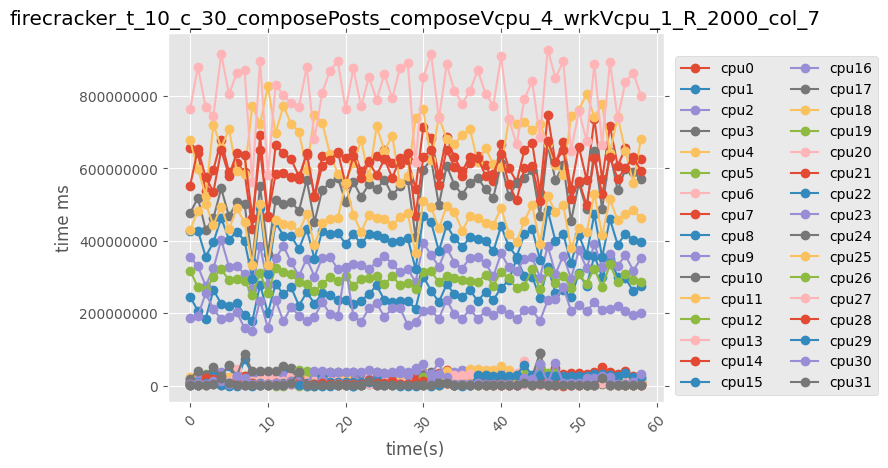 firecracker_t_10_c_30_composePosts_composeVcpu_4_wrkVcpu_1_R_2000_col_7
time ms
800000000
600000000
400000000
200000000
0
0
10
20
30
40
50
60
time(s)
cpu0
cpu1
cpu2
cpu3
cpu4
cpu5
cpu6
cpu7
cpu8
cpu9
cpu10
cpu11
cpu12
cpu13
cpu14
cpu15
cpu16
cpu17
cpu18
cpu19
cpu20
cpu21
cpu22
cpu23
cpu24
cpu25
cpu26
cpu27
cpu28
cpu29
cpu30
cpu31